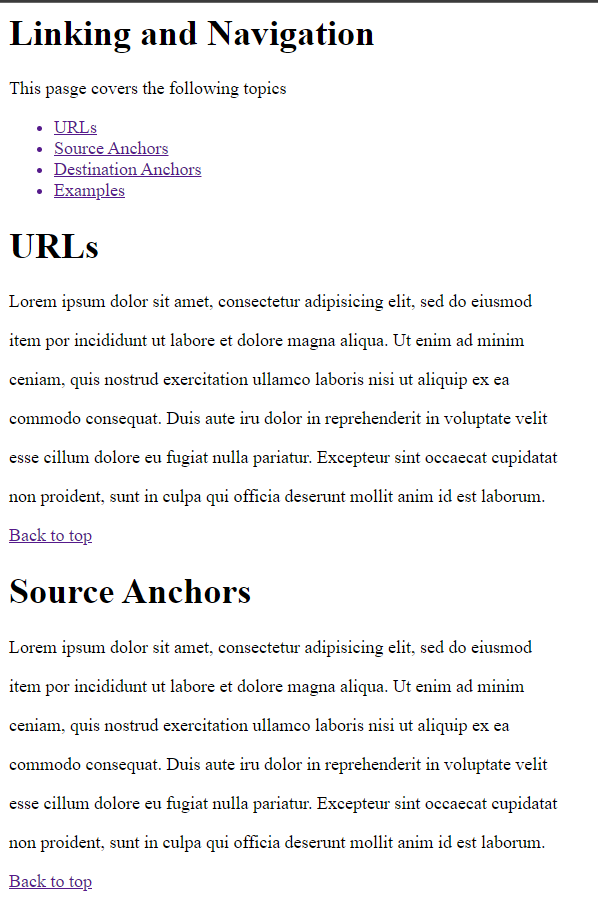 Linking and Navigation
This pasge covers the following topics
URLs
Source Anchors
Destination Anchors
Examples
URLs
Lorem ipsum dolor sit amet, consectetur adipisicing elit, sed do eiusmod
item por incididunt ut labore et dolore magna aliqua. Ut enim ad minim
ceniam, quis nostrud exercitation ullamco laboris nisi ut aliquip ex ea
commodo consequat. Duis aute iru dolor in reprehenderit in voluptate velit
esse cillum dolore eu fugiat nulla pariatur. Excepteur sint occaecat cupidatat
non proident, sunt in culpa qui officia deserunt mollit anim id est laborum.
Back to top
Source Anchors
Lorem ipsum dolor sit amet, consectetur adipisicing elit, sed do eiusmod
item por incididunt ut labore et dolore magna aliqua. Ut enim ad minim
ceniam, quis nostrud exercitation ullamco laboris nisi ut aliquip ex ea
commodo consequat. Duis aute iru dolor in reprehenderit in voluptate velit
esse cillum dolore eu fugiat nulla pariatur. Excepteur sint occaecat cupidatat
non proident, sunt in culpa qui officia deserunt mollit anim id est laborum.
Back to top